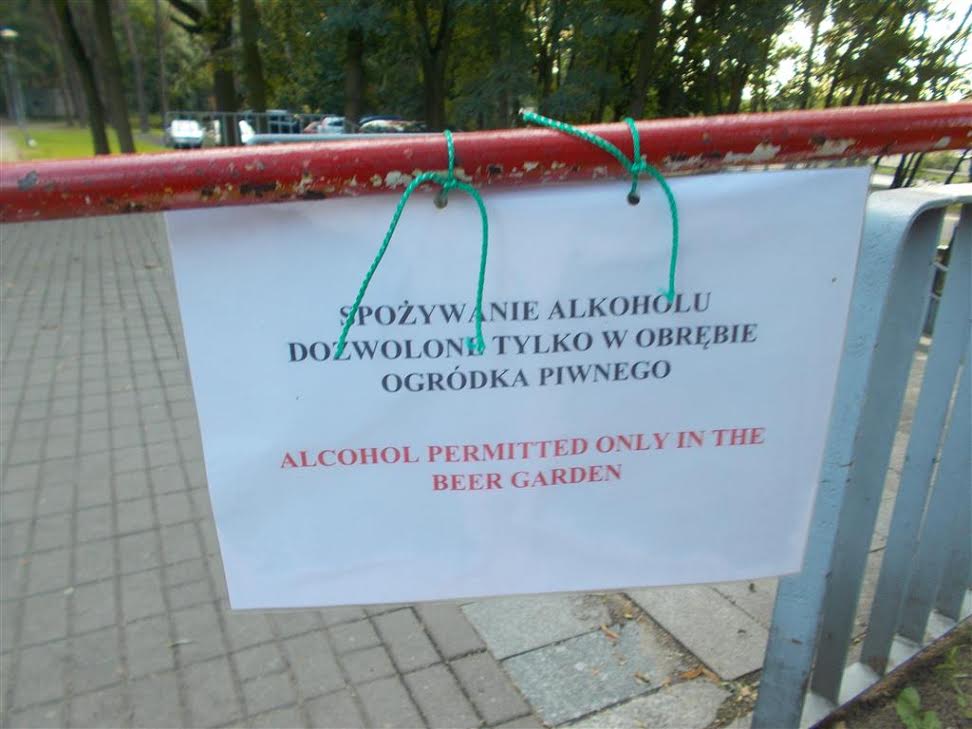 SPOŻYWANIE ALKOHOLU
DOZWOLONE TYLKO W OBRĘBIE
OGRÓDKA PIWNEGO
ALCOHOL PERMITTED ONLY IN THE
BEER GARDEN